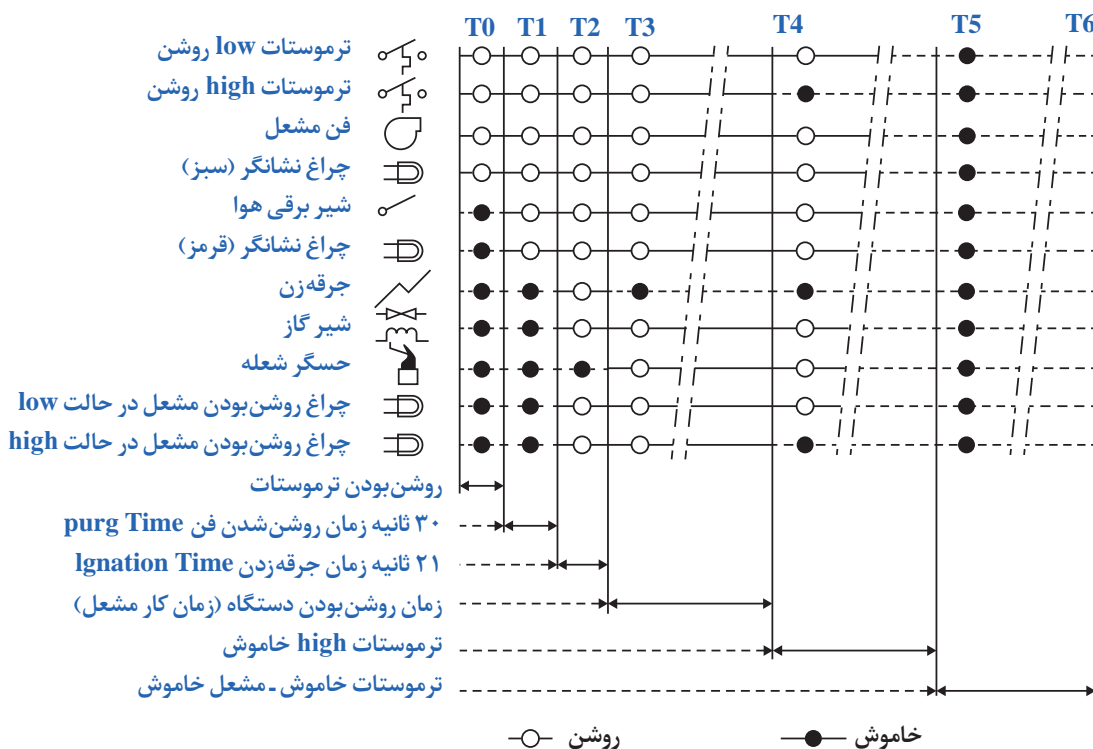 T0 T1 T2 T3 T4 T5 T6
ترموستات low روشن
ترموستات high روشن
فن مشعل
چراغ نشانگر (سبز)
شیر برقی هوا
چراغ نشانگر (قرمز)
جرقه‌زن
شیر گاز
حسگر شعله
چراغ روشن‌بودن مشعل در حالت low
چراغ روشن‌بودن مشعل در حالت high
روشن‌بودن ترموستات
۳۰ ثانیه زمان روشن‌شدن فن purg Time
۲۱ ثانیه زمان جرقه‌زدن lgnation Time
زمان روشن‌بودن دستگاه (زمان کار مشعل)
ترموستات high خاموش
ترموستات خاموش ـ مشعل خاموش
خاموش روشن